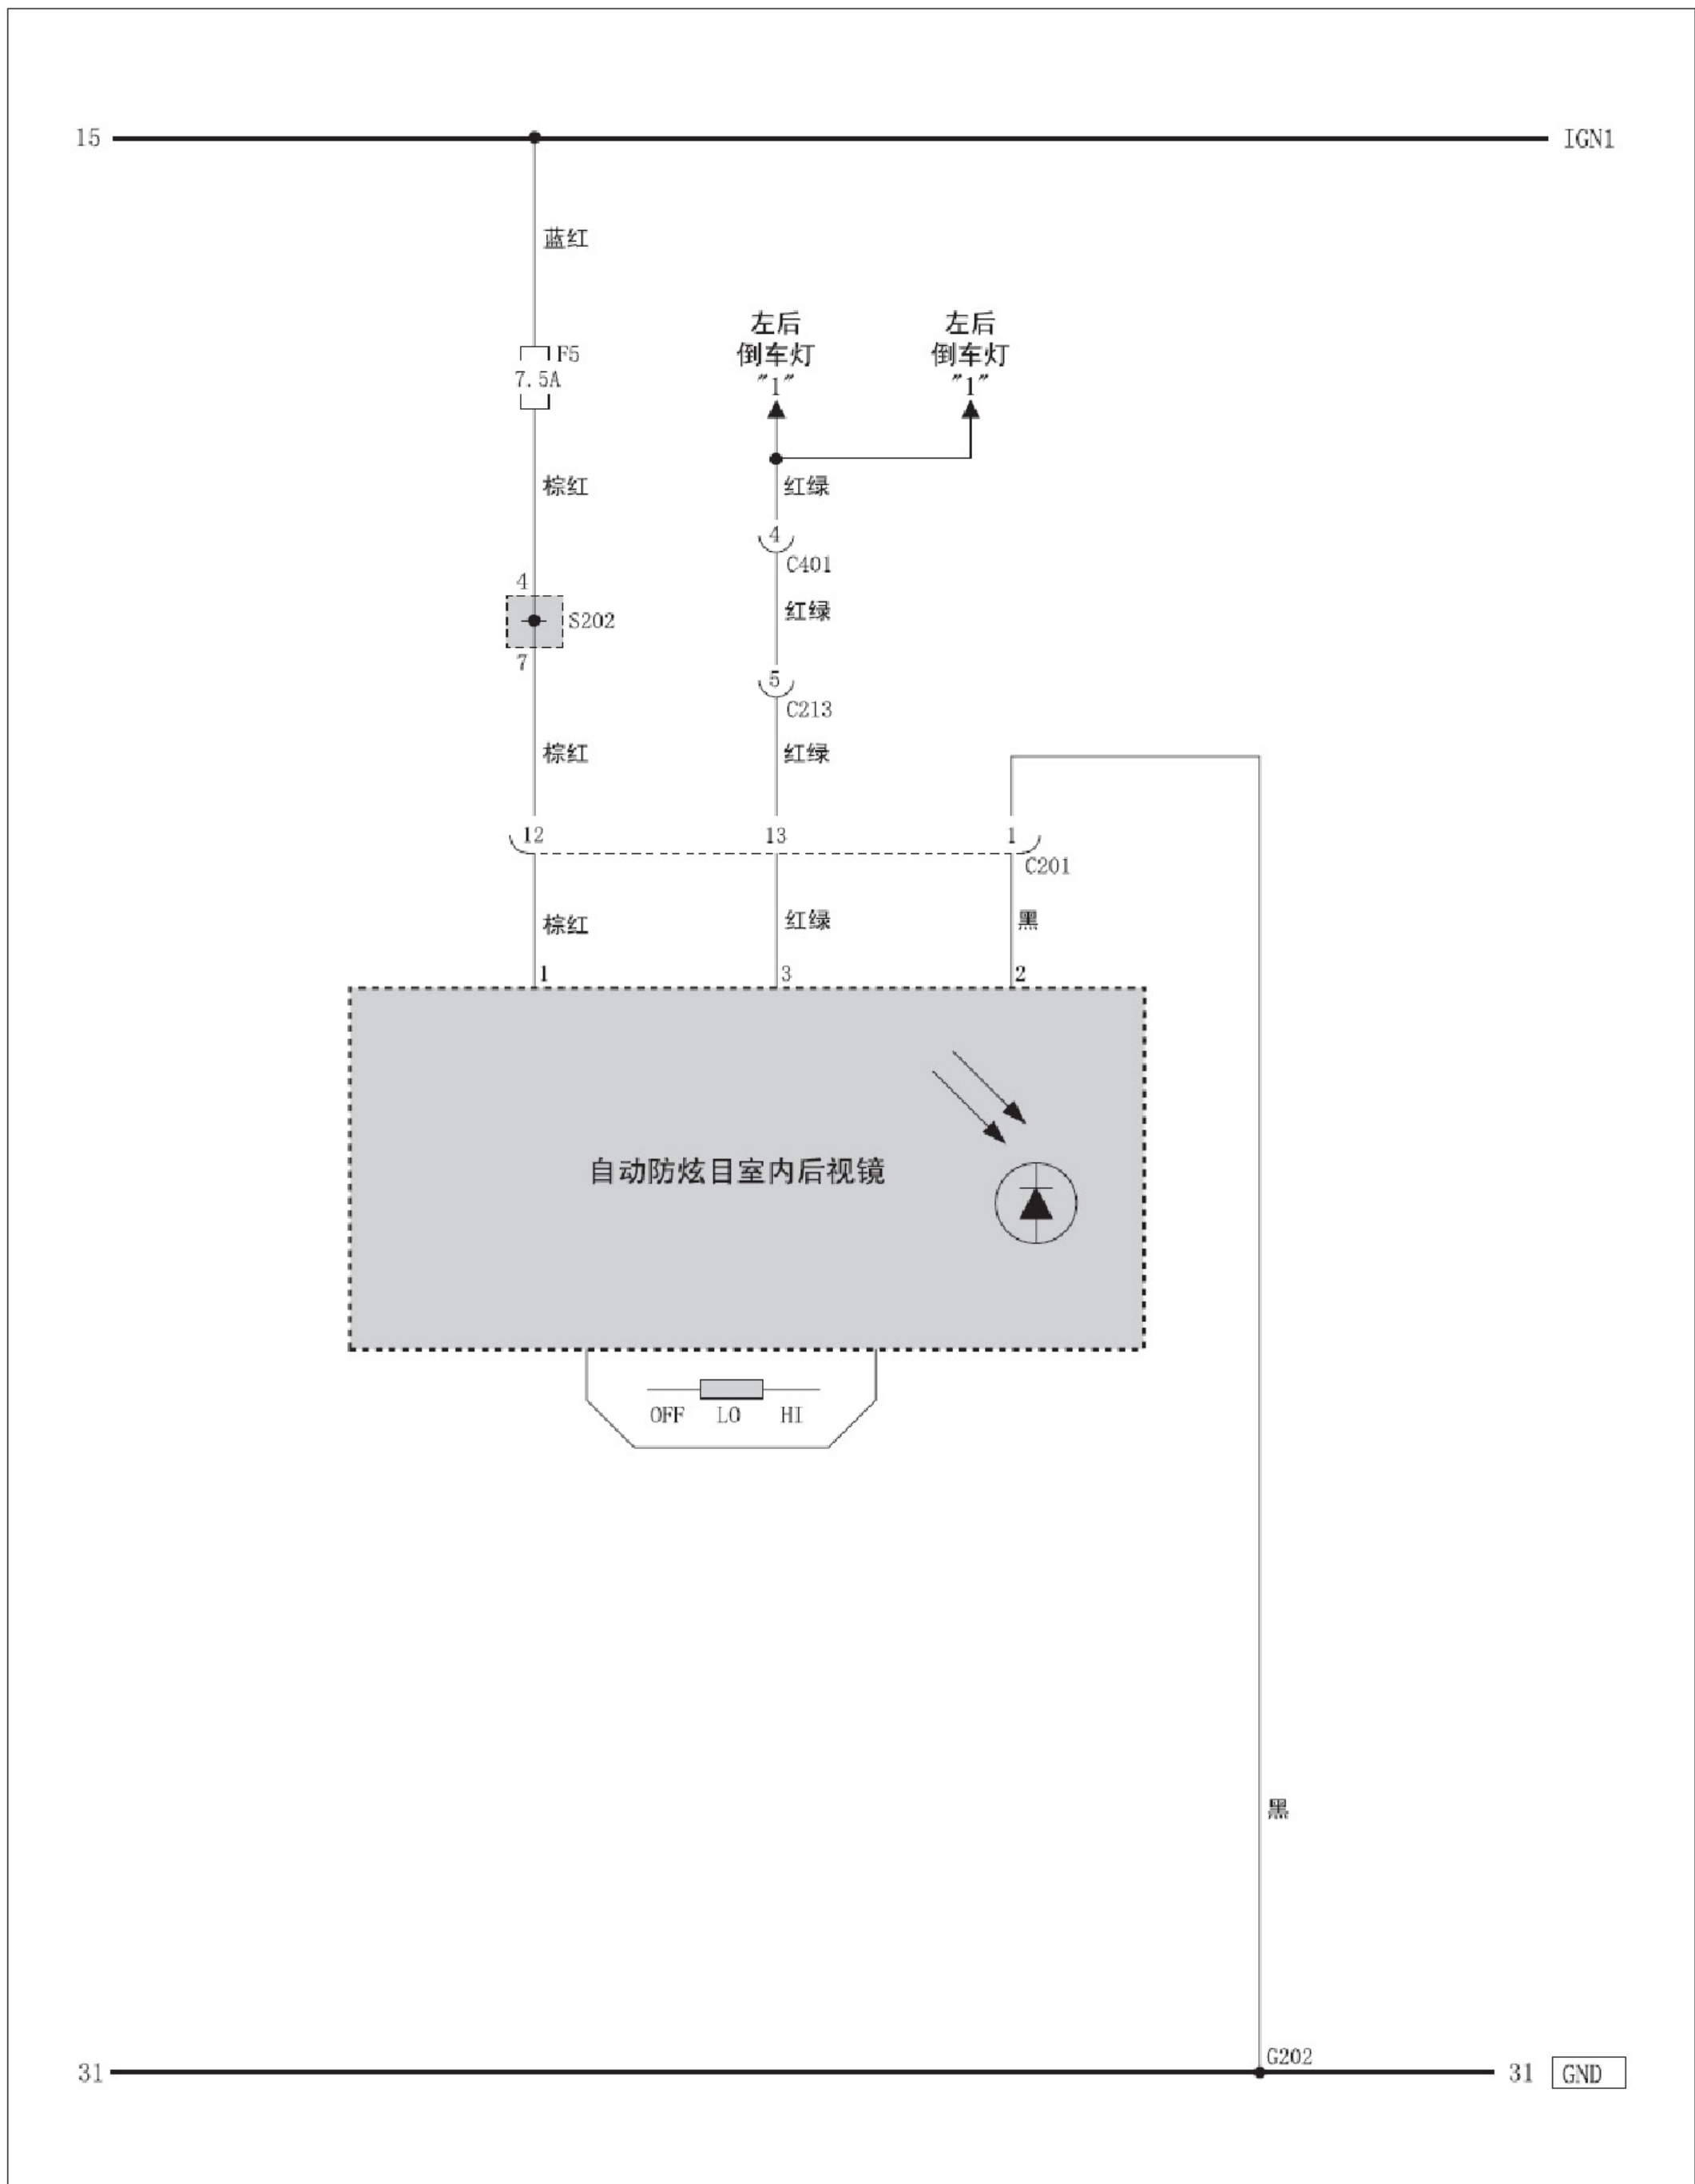 15
IGN1
蓝红
F5
7.5A
左后
倒车灯
"1"
左后
倒车灯
"1"
棕红
红绿
4
C401
4
S202
7
红绿
5
C213
棕红
红绿
12
13
1
C201
棕红
红绿
黑
1
3
2
自动防炫目室内后视镜
OFF LO HI
黑
G202
31
31 GND